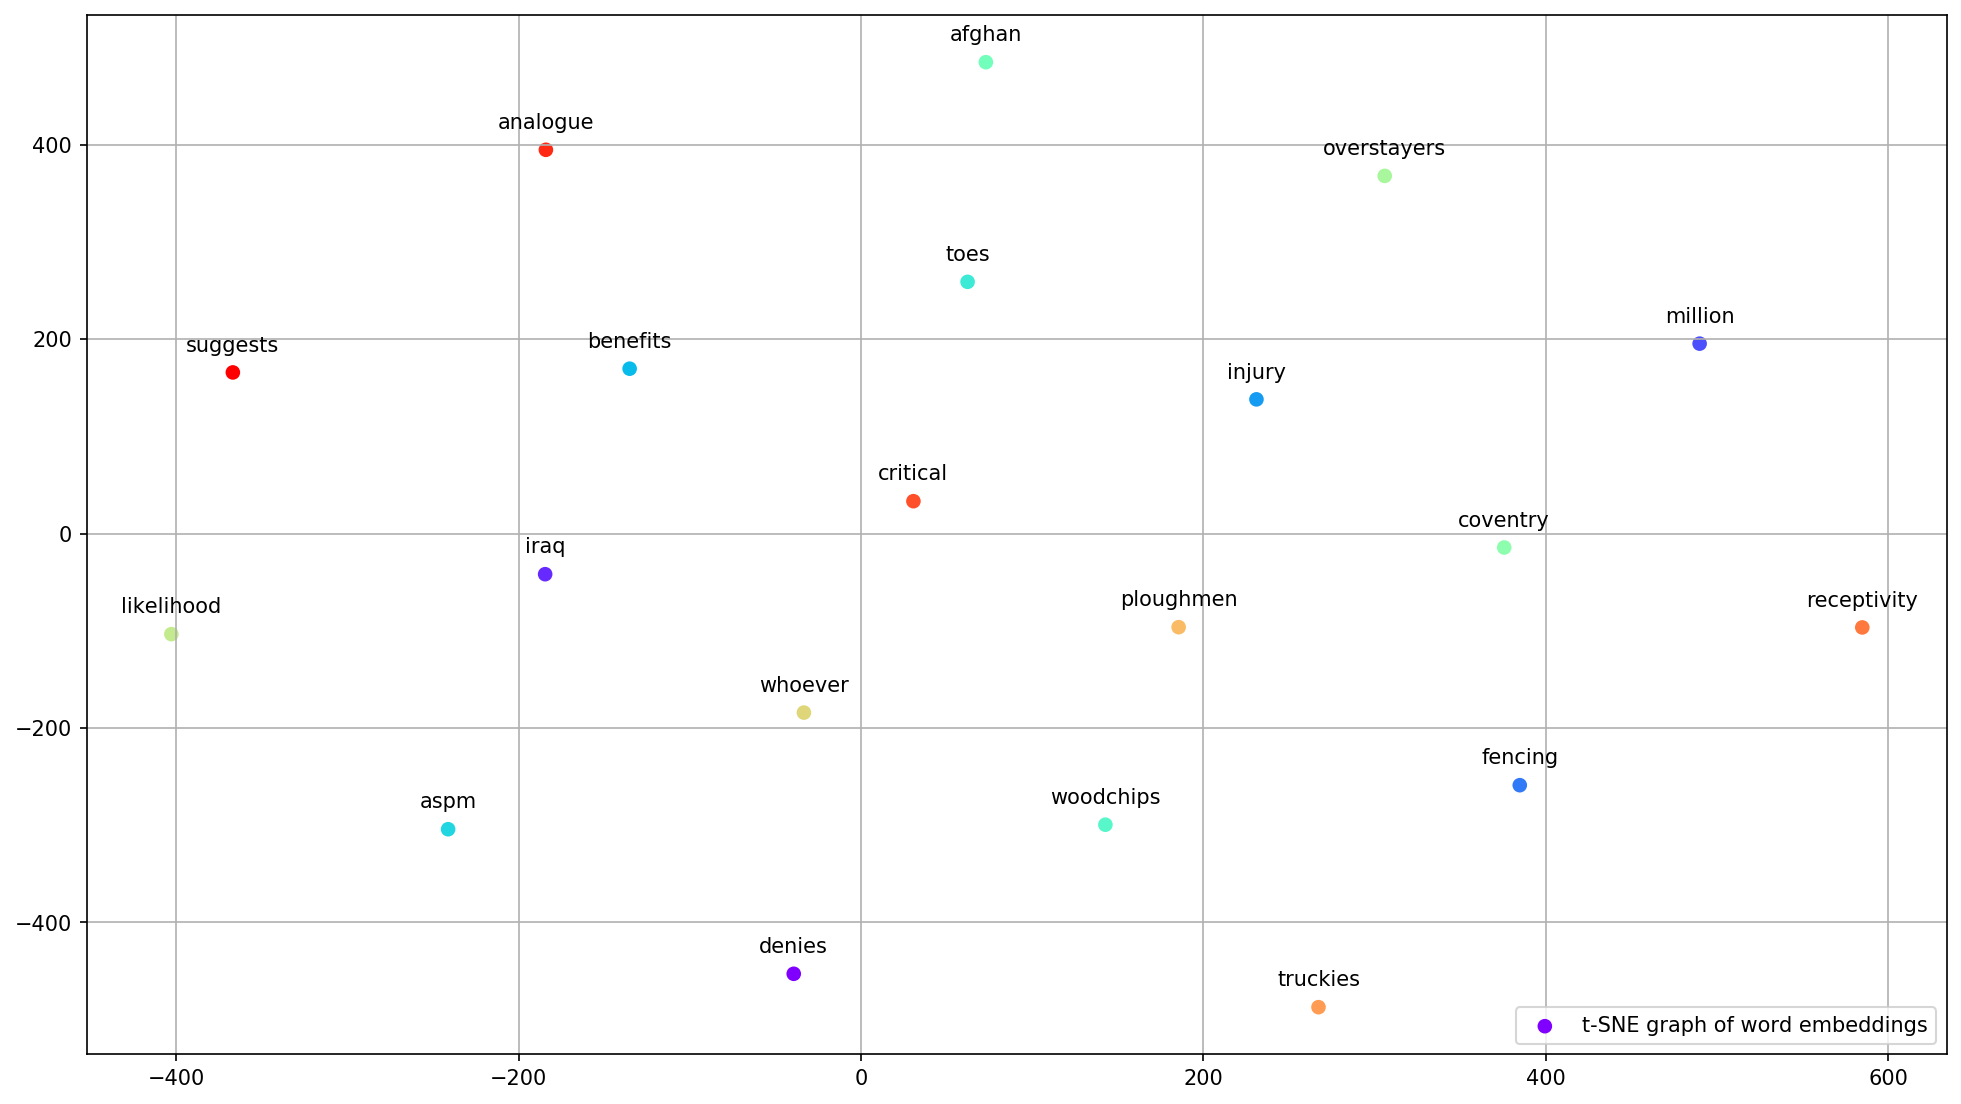 afghan
analogue
400
overstayers
toes
million
200
suggests
benefits
injury
critical
coventry
0
iraq
likelihood
ploughmen
receptivity
whoever
−200
fencing
aspm
woodchips
−400
denies
truckies
t-SNE graph of word embeddings
−400
−200
0
200
400
600